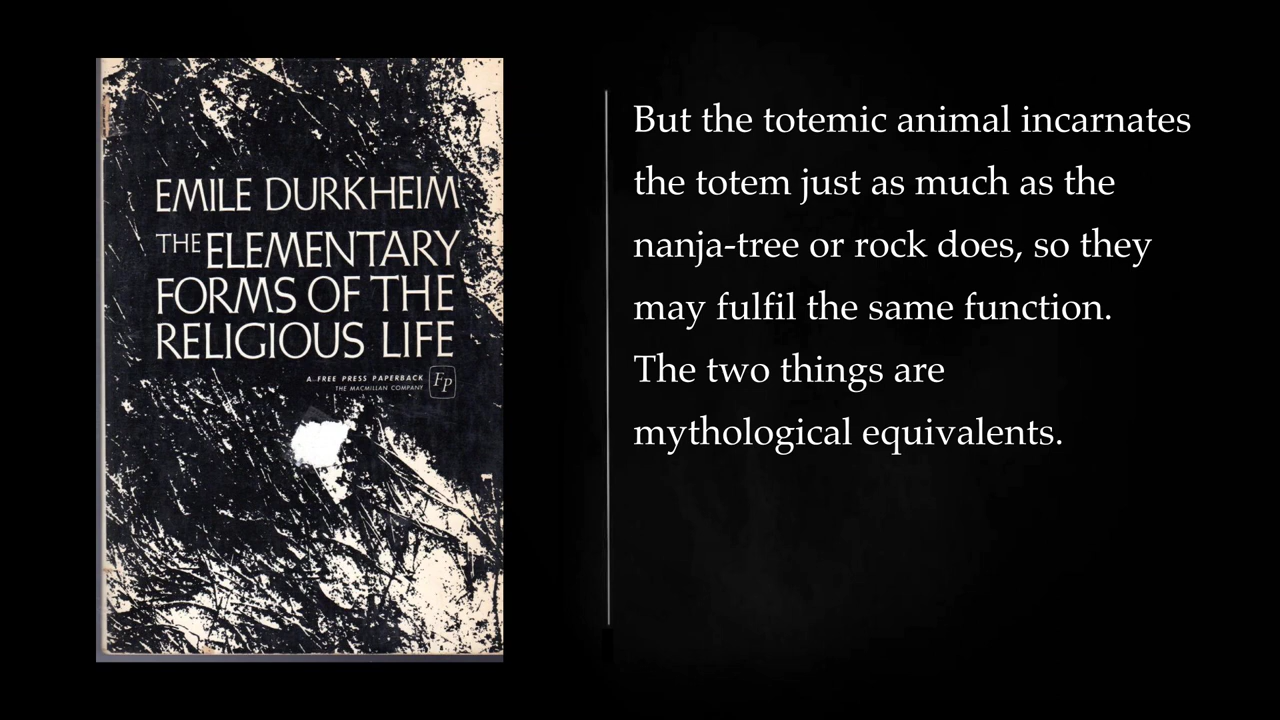 EMILE DURKHEIM
THE ELEMENTARY
FORMS OF THE
RELIGIOUS LIFE
A FREE PRESS PAPERBACK
THE MACMILLAN COMPANY
FP
But the totemic animal incarnates
the totem just as much as the
nanja-tree or rock does, so they
may fulfil the same function.
The two things are
mythological equivalents.